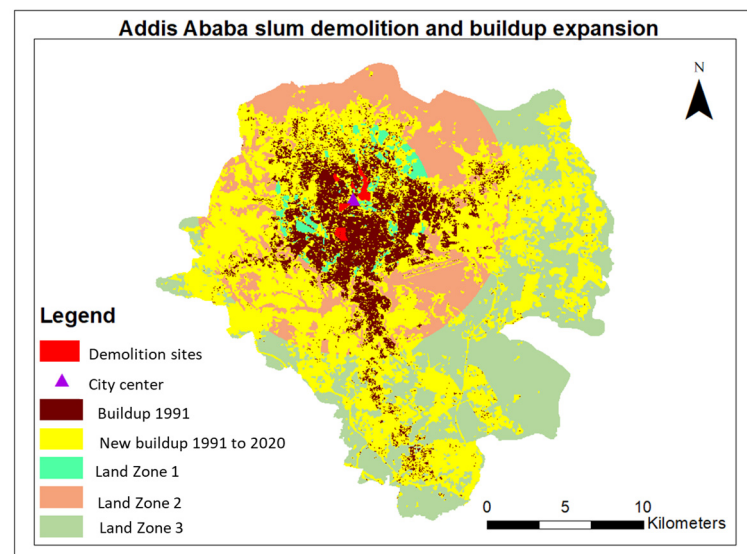 Addis Ababa slum demolition and buildup expansion
N
Legend
Demolition sites
City center
Buildup 1991
New buildup 1991 to 2020
Land Zone 1
Land Zone 2
Land Zone 3
0 5 10
Kilometers